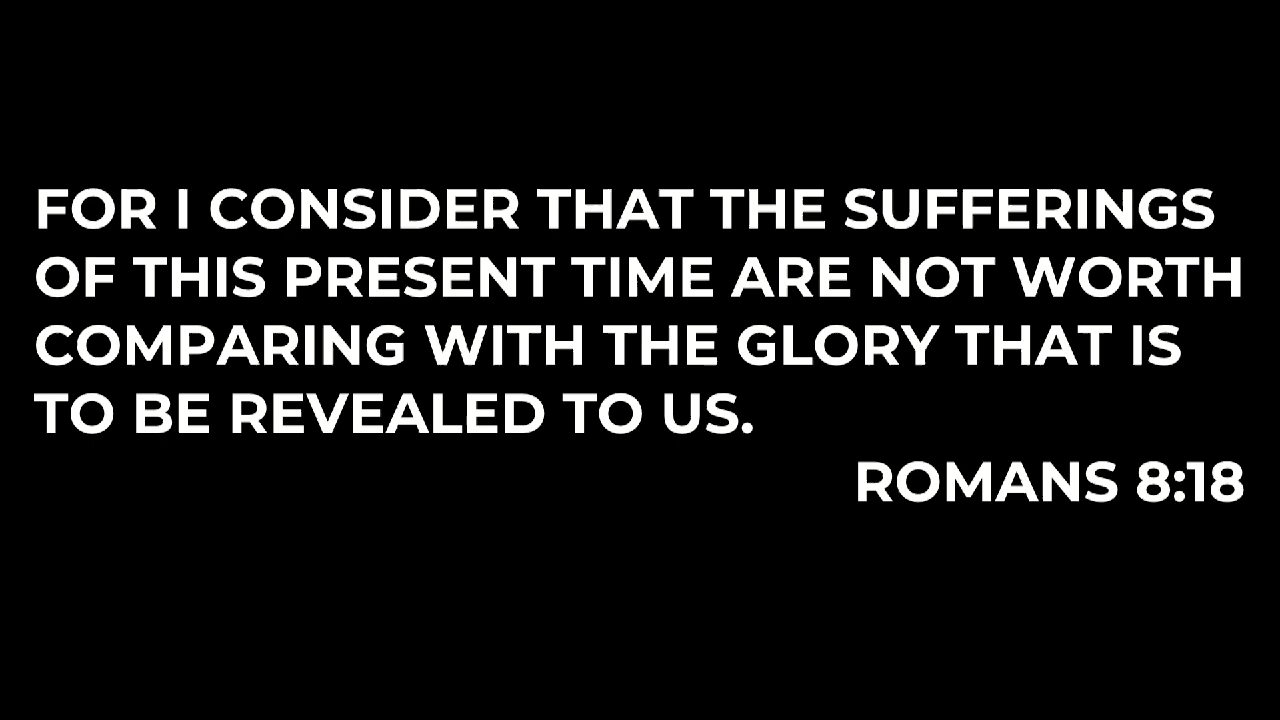 FOR I CONSIDER THAT THE SUFFERINGS
OF THIS PRESENT TIME ARE NOT WORTH
COMPARING WITH THE GLORY THAT IS
TO BE REVEALED TO US.
ROMANS 8:18